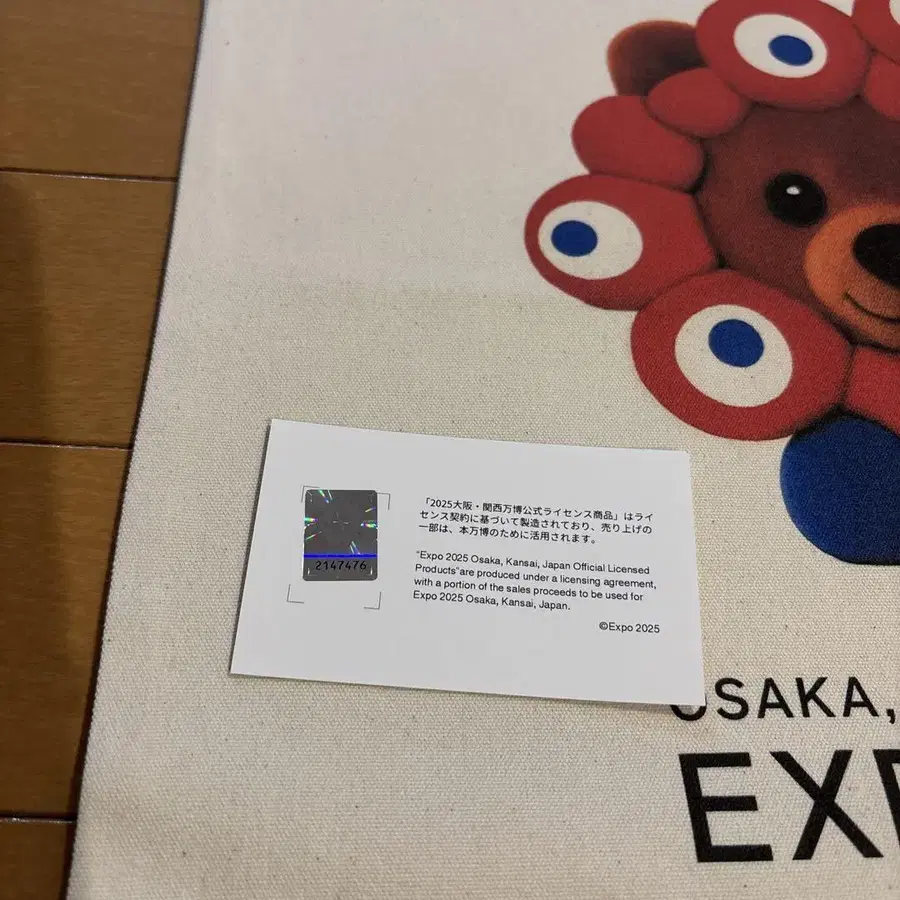 2147476
「2025大阪・関西万博公式ライセンス商品」はライ
センス契約に基づいて製造されており、売り上げの
一部は、本万博のために活用されます。
"Expo 2025 Osaka, Kansai, Japan Official Licensed
Products"are produced under a licensing agreement,
with a portion of the sales proceeds to be used for
Expo 2025 Osaka, Kansai, Japan.
©Expo 2025
OSAKA,
EXP